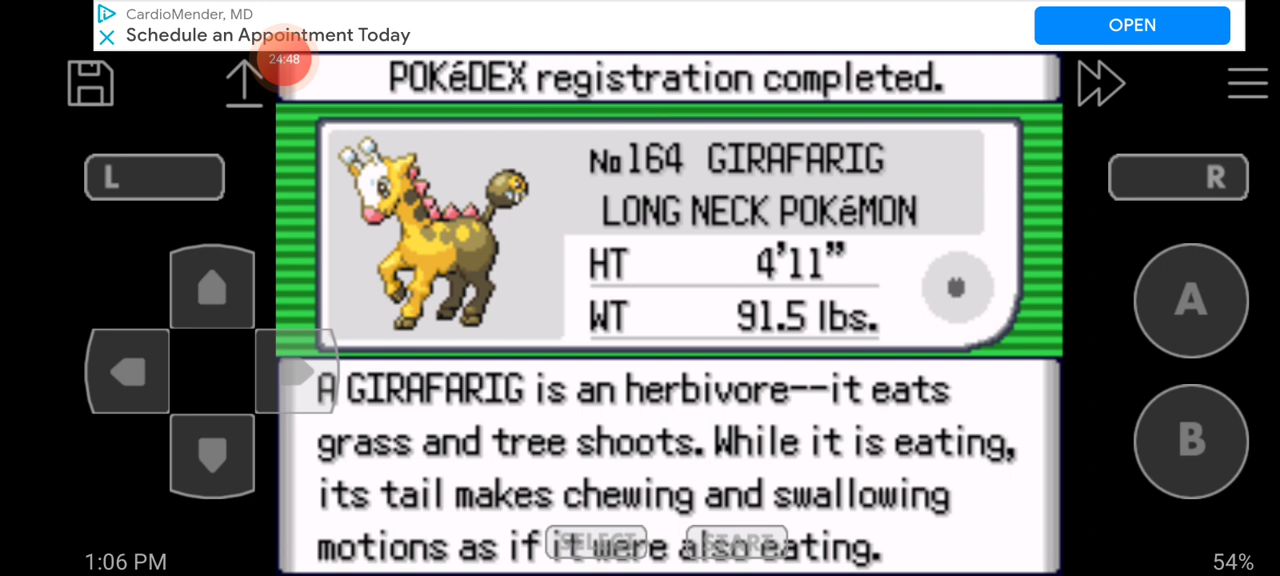 CardioMender, MD
Schedule an Appointment Today
OPEN
24:48
POKéDEX registration completed.
L
R
No164 GIRAFARIG
LONG NECK POKéMON
HT 4'11"
WT 91.5 lbs.
A
B
A GIRAFARIG is an herbivore--it eats
grass and tree shoots. While it is eating,
its tail makes chewing and swallowing
motions as if it were also eating.
SELECT START
1:06 PM
54%